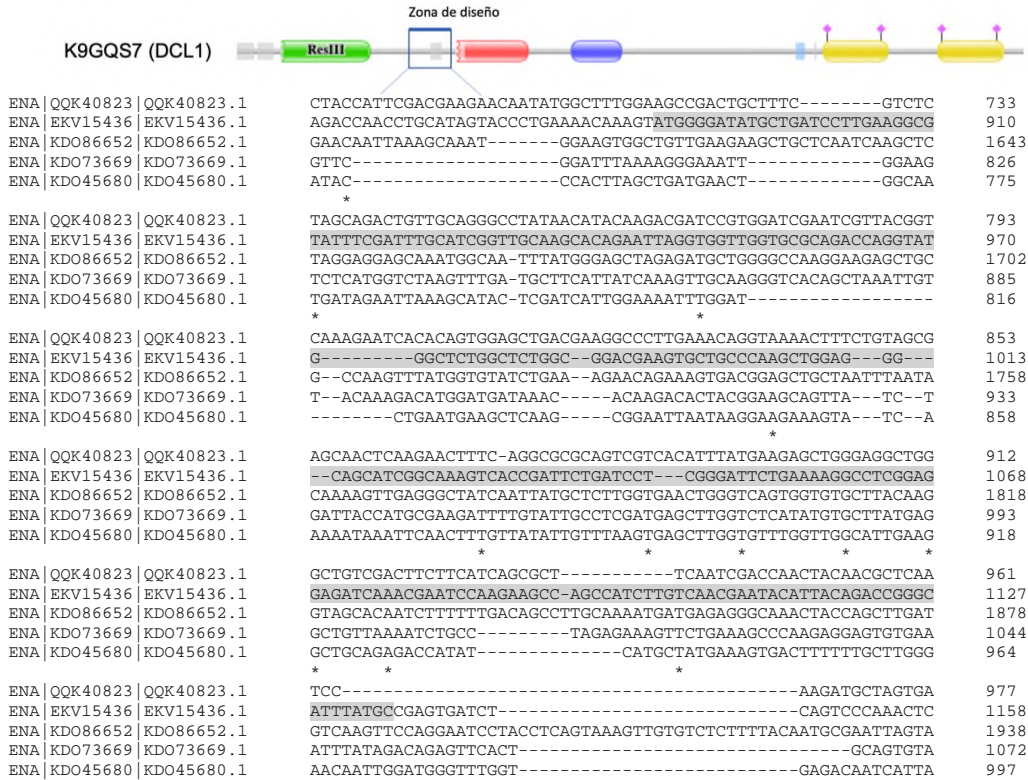 Zona de diseño
K9GQS7 (DCL1)
ResIII
ENA|QQK40823|QQK40823.1 CTACCATTCGACGAAGAACAATATGGCTTTGGAAGCCGACTGCTTTC--------GTCTC 733
ENA|EKV15436|EKV15436.1 AGACCAACCTGCATAGTACCCTGAAAACAAAGTATGGGGATATGCTGATCCTTGAAGGCG 910
ENA|KDO86652|KDO86652.1 GAACAATTAAAGCAAAT-------GGAAGTGGCTGTTGAAGAAGCTGCTCAATCAAGCTC 1643
ENA|KDO73669|KDO73669.1 GTTC--------------------GGATTTAAAAGGGAAATT-------------GGAAG 826
ENA|KDO45680|KDO45680.1 ATAC--------------------CCACTTAGCTGATGAACT-------------GGCAA 775
*
ENA|QQK40823|QQK40823.1 TAGCAGACTGTTGCAGGGCCTATAACATACAAGACGATCCGTGGATCGAATCGTTACGGT 793
ENA|EKV15436|EKV15436.1 TATTTCGATTTGCATCGGTTGCAAGCACAGAATTAGGTGGTTGGTGCGCAGACCAGGTAT 970
ENA|KDO86652|KDO86652.1 TAGGAGGAGCAAATGGCAA-TTTATGGGAGCTAGAGATGCTGGGGCCAAGGAAGAGCTGC 1702
ENA|KDO73669|KDO73669.1 TCTCATGGTCTAAGTTTGA-TGCTTCATTATCAAAGTTGCAAGGGTCACAGCTAAATTGT 885
ENA|KDO45680|KDO45680.1 TGATAGAATTAAAGCATAC-TCGATCATTGGAAAATTTGGAT------------------ 816
* *
ENA|QQK40823|QQK40823.1 CAAAGAATCACACACAGTGGAGCTGACGAAGGCCCTTGAAACAGGTAAAACTTTCTGTAGCG 853
ENA|EKV15436|EKV15436.1 G--------GGCTCTGGCTCTGGC--GGACGAAGTGCTGCCCAAGCTGGAG---GG--- 1013
ENA|KDO86652|KDO86652.1 G--CCAAGTTTATGGTGTATCTGAA--AGAACAGAAAGTGACGGAGCTGCTAATTTAATA 1758
ENA|KDO73669|KDO73669.1 T--ACAAAGACATGGATGATAAAC-----ACAAGACACTACGGAAGCAGTTA---TC--T 933
ENA|KDO45680|KDO45680.1 --------CTGAATGAAGCTCAAG-----CGGAATTAATAAGGAAGAAAGTA---TC--A 858
*
ENA|QQK40823|QQK40823.1 AGCAACTCAAGAACTTTC-AGGCGCGCAGTCGTCACATTTATGAAGAGCTGGGAGGCTGG 912
ENA|EKV15436|EKV15436.1 --CAGCATCGGCAAAGTCACCGATTCTGATCCT---CGGGATTCTGAAAAGGCCTCGGAG 1068
ENA|KDO86652|KDO86652.1 CAAAAGTTGAGGGCTATCAATTATGCTCTTGGTGAACTGGGTCAGTGGTGTGCTTACAAG 1818
ENA|KDO73669|KDO73669.1 GATTACCATGCGAAGATTTTGTATTGCCTCGATGAGCTTGGTCTCATATGTGCTTATGAG 993
ENA|KDO45680|KDO45680.1 AAAATAAATTCAACTTTGTTATATTGTTTAAGTGAGCTTGGTGTTTGGTTGGCATTGAAG 918
* * * * *
ENA|QQK40823|QQK40823.1 GCTGTCGACTTCTTCATCAGCGCT-----------TCAATCGACCAACTACAACGCTCAA 961
ENA|EKV15436|EKV15436.1 GAGATCAAACGAATCCAAGAAGCC-AGCCATCTTGTCAACGAATACATTACAGACCGGGC 1127
ENA|KDO86652|KDO86652.1 GTAGCACAATCTTTTTTGACAGCCTTGCAAAATGATGAGAGGGCAAACTACCAGCTTGAT 1878
ENA|KDO73669|KDO73669.1 GCTGTTAAAATCTGCC---------TAGAGAAAGTTCTGAAAGCCCAAGAGGAGTGTGAA 1044
ENA|KDO45680|KDO45680.1 GCTGCAGAGACCATAT--------------CATGCTATGAAAGTGACTTTTTTGCTTGGG 964
* * *
ENA|QQK40823|QQK40823.1 TCC--------------------------------------------AAGATGCTAGTGA 977
ENA|EKV15436|EKV15436.1 ATTTATGCCGAGTGATCT-----------------------------CAGTCCCAAACTC 1158
ENA|KDO86652|KDO86652.1 GTCAAGTTCCAGGAATCCTACCTCAGTAAAGTTGTGTCTCTTTTACAATGCGAATTAGTA 1938
ENA|KDO73669|KDO73669.1 ATTTATAGACAGAGTTCACT--------------------------------GCAGTGTA 1072
ENA|KDO45680|KDO45680.1 AACAATTGGATGGGTTTGGT---------------------------GAGACAATCATTA 997